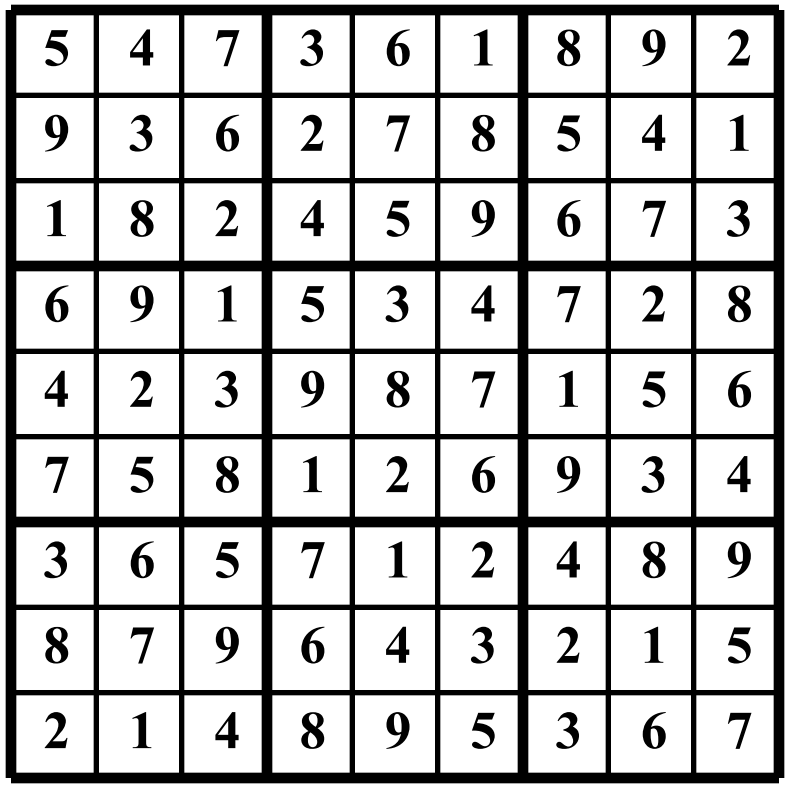 5 4 7 3 6 1 8 9 2
9 3 6 2 7 8 5 4 1
1 8 2 4 5 9 6 7 3
6 9 1 5 3 4 7 2 8
4 2 3 9 8 7 1 5 6
7 5 8 1 2 6 9 3 4
3 6 5 7 1 2 4 8 9
8 7 9 6 4 3 2 1 5
2 1 4 8 9 5 3 6 7